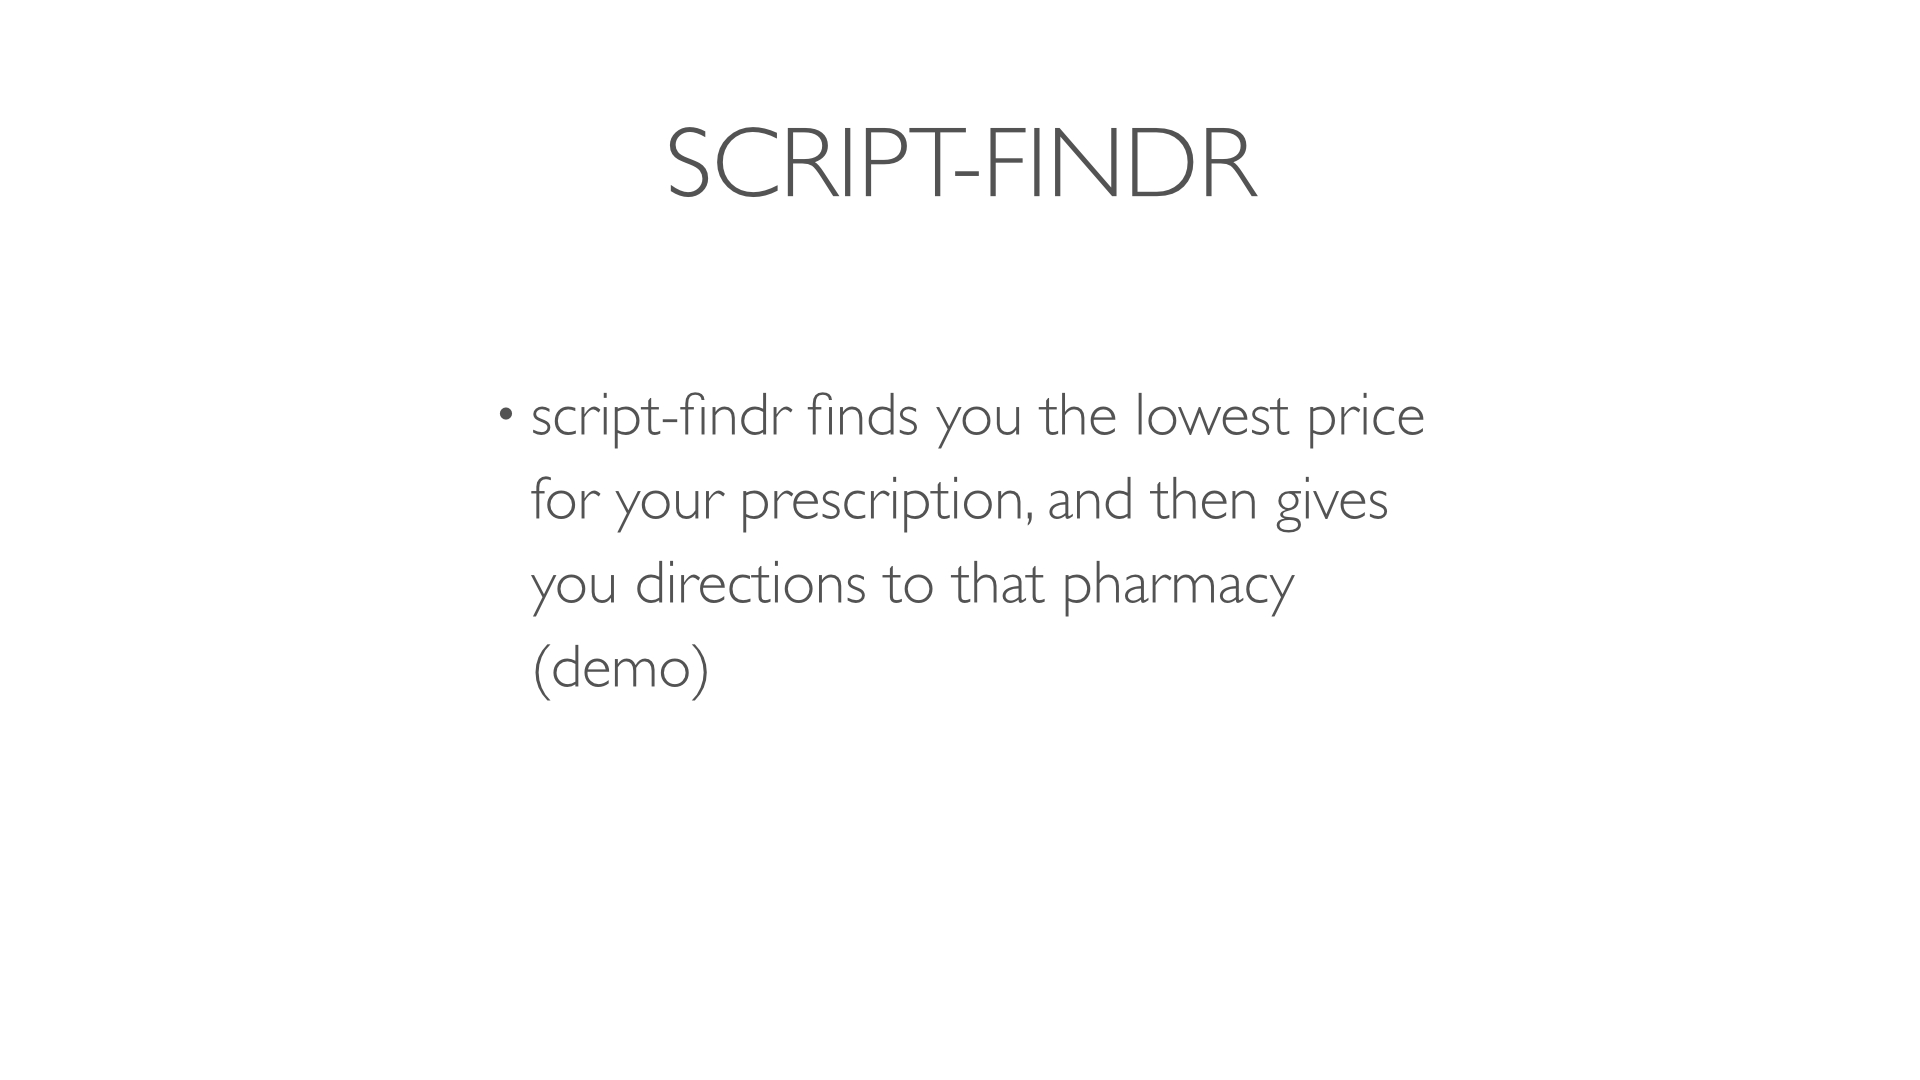 SCRIPT-FINDR
• script-findr finds you the lowest price
for your prescription, and then gives
you directions to that pharmacy
(demo)